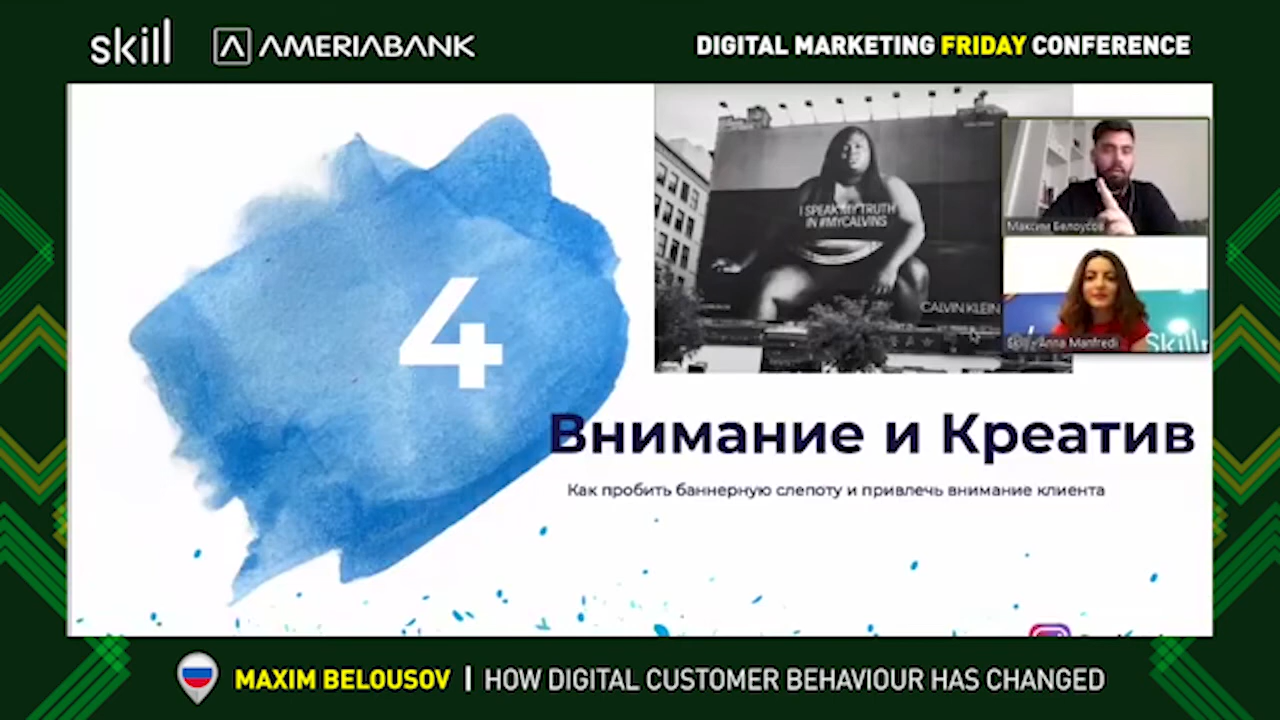 skill
AMERIABANK
DIGITAL MARKETING FRIDAY CONFERENCE
I SPEAK MY TRUTH
IN #MYCALVINS
CALVIN KLEIN
Максим Белоусов
Skill - Anna Manfredi
Skill
4
Внимание и Креатив
Как пробить баннерную слепоту и привлечь внимание клиента
MAXIM BELOUSOV | HOW DIGITAL CUSTOMER BEHAVIOUR HAS CHANGED